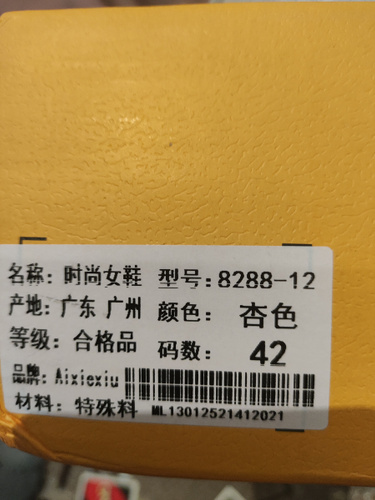 名称: 时尚女鞋 型号: 8288-12
产地: 广东 广州 颜色: 杏色
等级: 合格品 码数: 42
品牌: Aixiexiu
材料: 特殊料 ML13012521412021